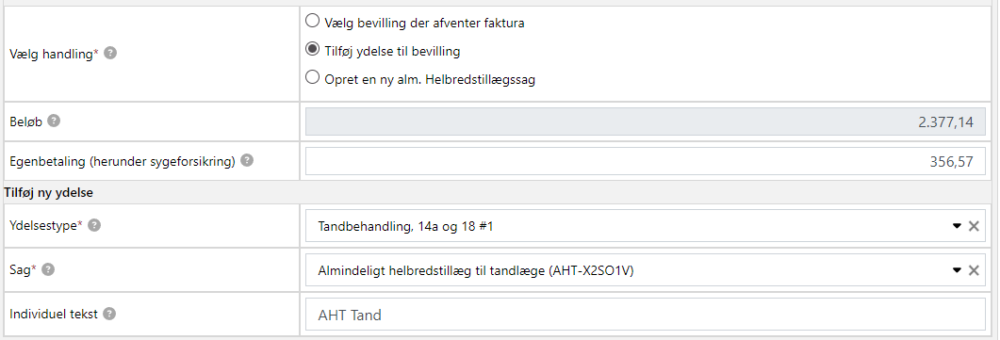 Vælg handling* ?
Vælg bevilling der afventer faktura
Tilføj ydelse til bevilling
Opret en ny alm. Helbredstillægssag
Beløb ? 2.377,14
Egenbetaling (herunder sygeforsikring) ? 356,57
Tilføj ny ydelse
Ydelsestype* ? Tandbehandling, 14a og 18 #1
Sag* ? Almindeligt helbredstillæg til tandlæge (AHT-X2SO1V)
Individuel tekst ? AHT Tand